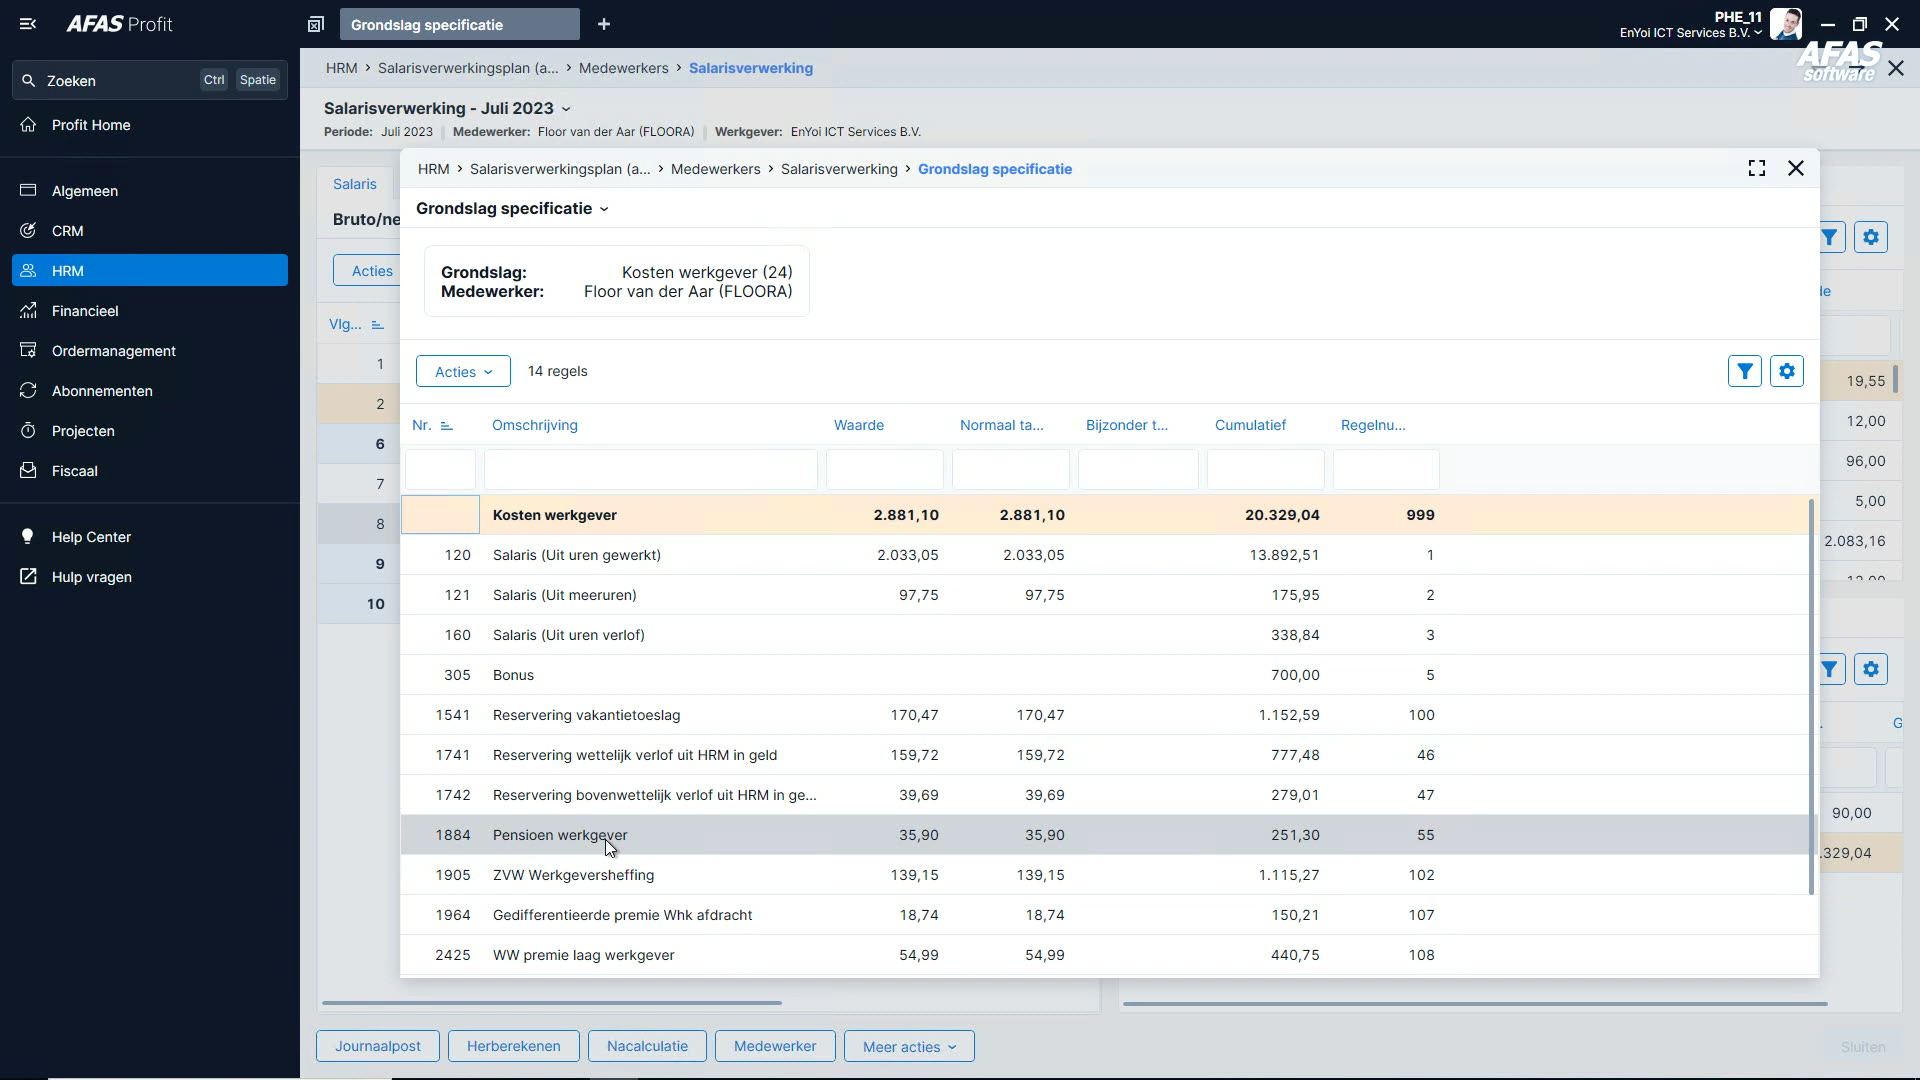 AFAS Profit
Grondslag specificatie
PHE_11
EnYoi ICT Services B.V.
AFAS
software
Zoeken
Ctrl
Spatie
Profit Home
Algemeen
CRM
HRM
Financieel
Ordermanagement
Abonnementen
Projecten
Fiscaal
Help Center
Hulp vragen
HRM > Salarisverwerkingsplan (a... > Medewerkers > Salarisverwerking
Salarisverwerking - Juli 2023
Periode: Juli 2023 Medewerker: Floor van der Aar (FLOORA) Werkgever: EnYoi ICT Services B.V.
Salaris
Bruto/ne
Acties
Vlg...
1
2
6
7
8
9
10
HRM > Salarisverwerkingsplan (a... > Medewerkers > Salarisverwerking > Grondslag specificatie
Grondslag specificatie
Grondslag: Kosten werkgever (24)
Medewerker: Floor van der Aar (FLOORA)
Acties 14 regels
Nr. Omschrijving Waarde Normaal ta... Bijzonder t... Cumulatief Regelnu...
Kosten werkgever 2.881,10 2.881,10 20.329,04 999
120 Salaris (Uit uren gewerkt) 2.033,05 2.033,05 13.892,51 1
121 Salaris (Uit meeruren) 97,75 97,75 175,95 2
160 Salaris (Uit uren verlof) 338,84 3
305 Bonus 700,00 5
1541 Reservering vakantietoeslag 170,47 170,47 1.152,59 100
1741 Reservering wettelijk verlof uit HRM in geld 159,72 159,72 777,48 46
1742 Reservering bovenwettelijk verlof uit HRM in ge... 39,69 39,69 279,01 47
1884 Pensioen werkgever 35,90 35,90 251,30 55
1905 ZVW Werkgeversheffing 139,15 139,15 1.115,27 102
1964 Gedifferentieerde premie Whk afdracht 18,74 18,74 150,21 107
2425 WW premie laag werkgever 54,99 54,99 440,75 108
19,55
12,00
96,00
5,00
2.083,16
90,00
.329,04
Journaalpost
Herberekenen
Nacalculatie
Medewerker
Meer acties
Sluiten